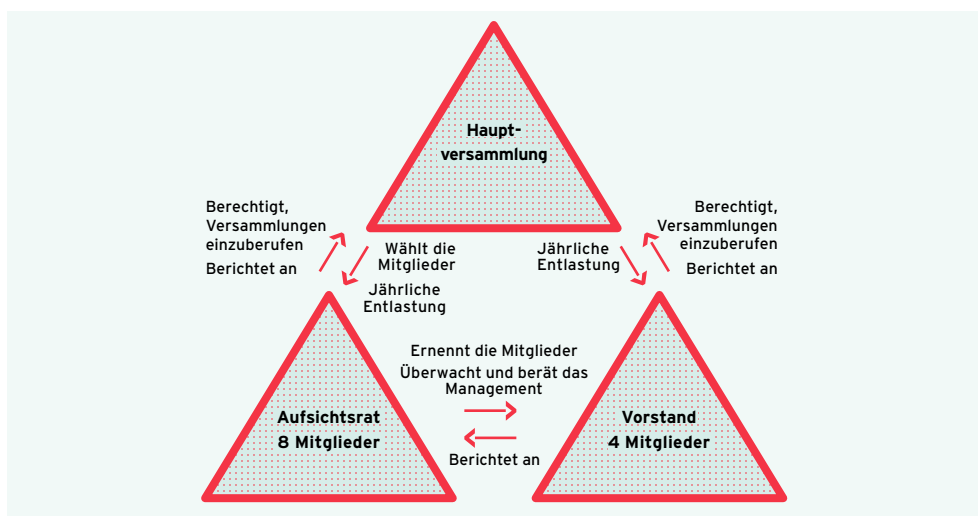 Haupt-
versammlung
Berechtigt,
Versammlungen
einzuberufen
Berichtet an
Wählt die
Mitglieder
Jährliche
Entlastung
Jährliche
Entlastung
Berechtigt,
Versammlungen
einzuberufen
Berichtet an
Ernennt die Mitglieder
Überwacht und berät das
Management
Aufsichtsrat
8 Mitglieder
Vorstand
4 Mitglieder
Berichtet an